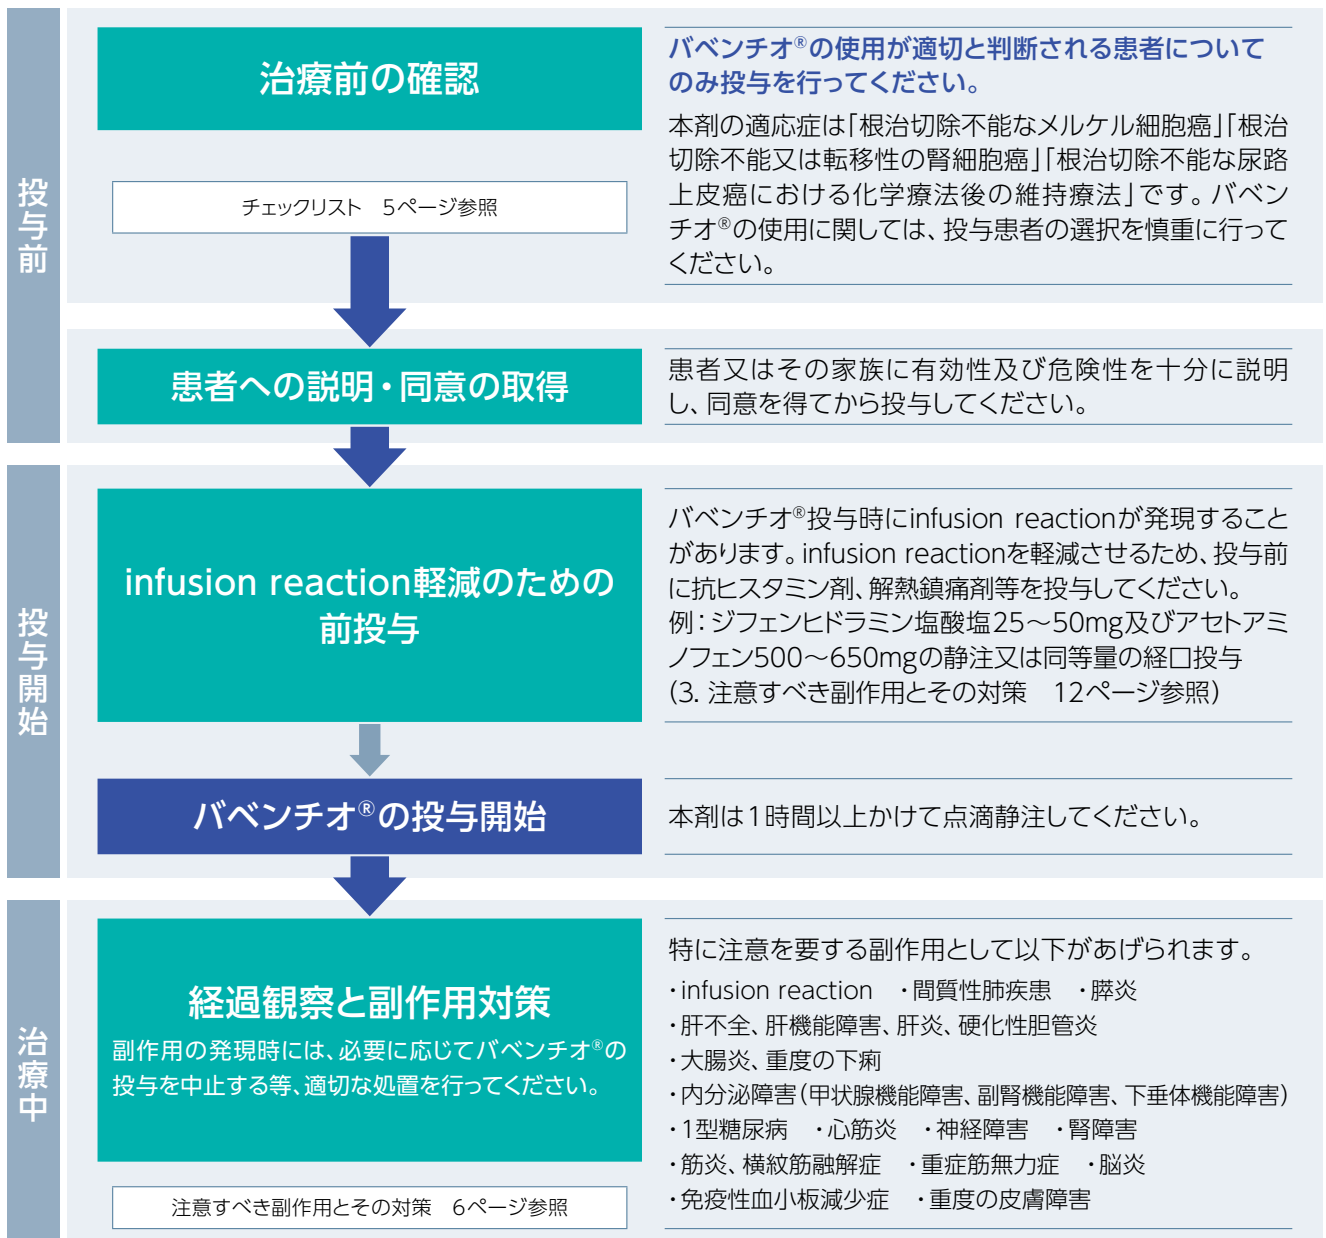 投与前
治療前の確認
チェックリスト　5ページ参照
バベンチオ®の使用が適切と判断される患者について
のみ投与を行ってください。
本剤の適応症は「根治切除不能なメルケル細胞癌」「根治
切除不能又は転移性の腎細胞癌」「根治切除不能な尿路
上皮癌における化学療法後の維持療法」です。バベン
チオ®の使用に関しては、投与患者の選択を慎重に行って
ください。
患者への説明・同意の取得
患者又はその家族に有効性及び危険性を十分に説明
し、同意を得てから投与してください。
投与開始
infusion reaction軽減のための
前投与
バベンチオ®投与時にinfusion reactionが発現すること
があります。infusion reactionを軽減させるため、投与前
に抗ヒスタミン剤、解熱鎮痛剤等を投与してください。
例：ジフェンヒドラミン塩酸塩25～50mg及びアセトアミ
ノフェン500～650mgの静注又は同等量の経口投与
（3. 注意すべき副作用とその対策　12ページ参照）
バベンチオ®の投与開始
本剤は1時間以上かけて点滴静注してください。
治療中
経過観察と副作用対策
副作用の発現時には、必要に応じてバベンチオ®の
投与を中止する等、適切な処置を行ってください。
注意すべき副作用とその対策　6ページ参照
特に注意を要する副作用として以下があげられます。
・infusion reaction　・間質性肺疾患　・膵炎
・肝不全、肝機能障害、肝炎、硬化性胆管炎
・大腸炎、重度の下痢
・内分泌障害（甲状腺機能障害、副腎機能障害、下垂体機能障害）
・1型糖尿病　・心筋炎　・神経障害　・腎障害
・筋炎、横紋筋融解症　・重症筋無力症　・脳炎
・免疫性血小板減少症　・重度の皮膚障害